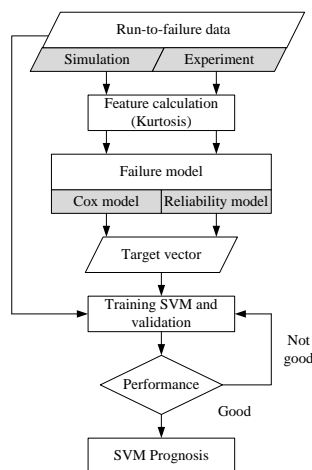 Run-to-failure data
Simulation
Experiment
Feature calculation
(Kurtosis)
Failure model
Cox model
Reliability model
Target vector
Training SVM and
validation
Not
good
Performance
Good
SVM Prognosis